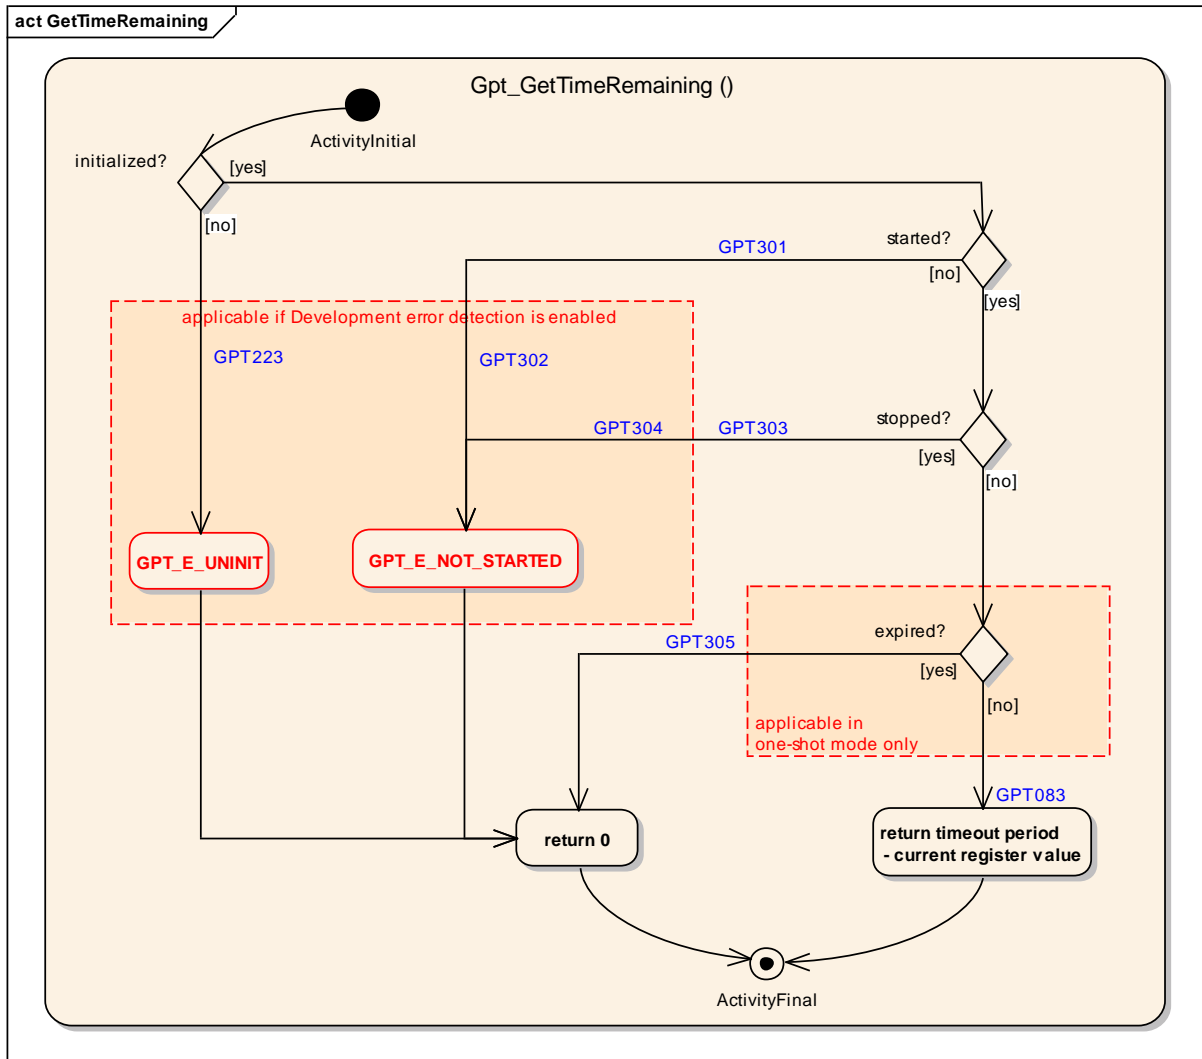 act GetTimeRemaining
Gpt_GetTimeRemaining ()
ActivityInitial
initialized?
[yes]
[no]
started?
GPT301
[no]
[yes]
applicable if Development error detection is enabled
GPT223
GPT302
stopped?
GPT304
GPT303
[yes]
[no]
GPT_E_UNINIT
GPT_E_NOT_STARTED
expired?
GPT305
[yes]
[no]
applicable in
one-shot mode only
GPT083
return 0
return timeout period
- current register value
ActivityFinal